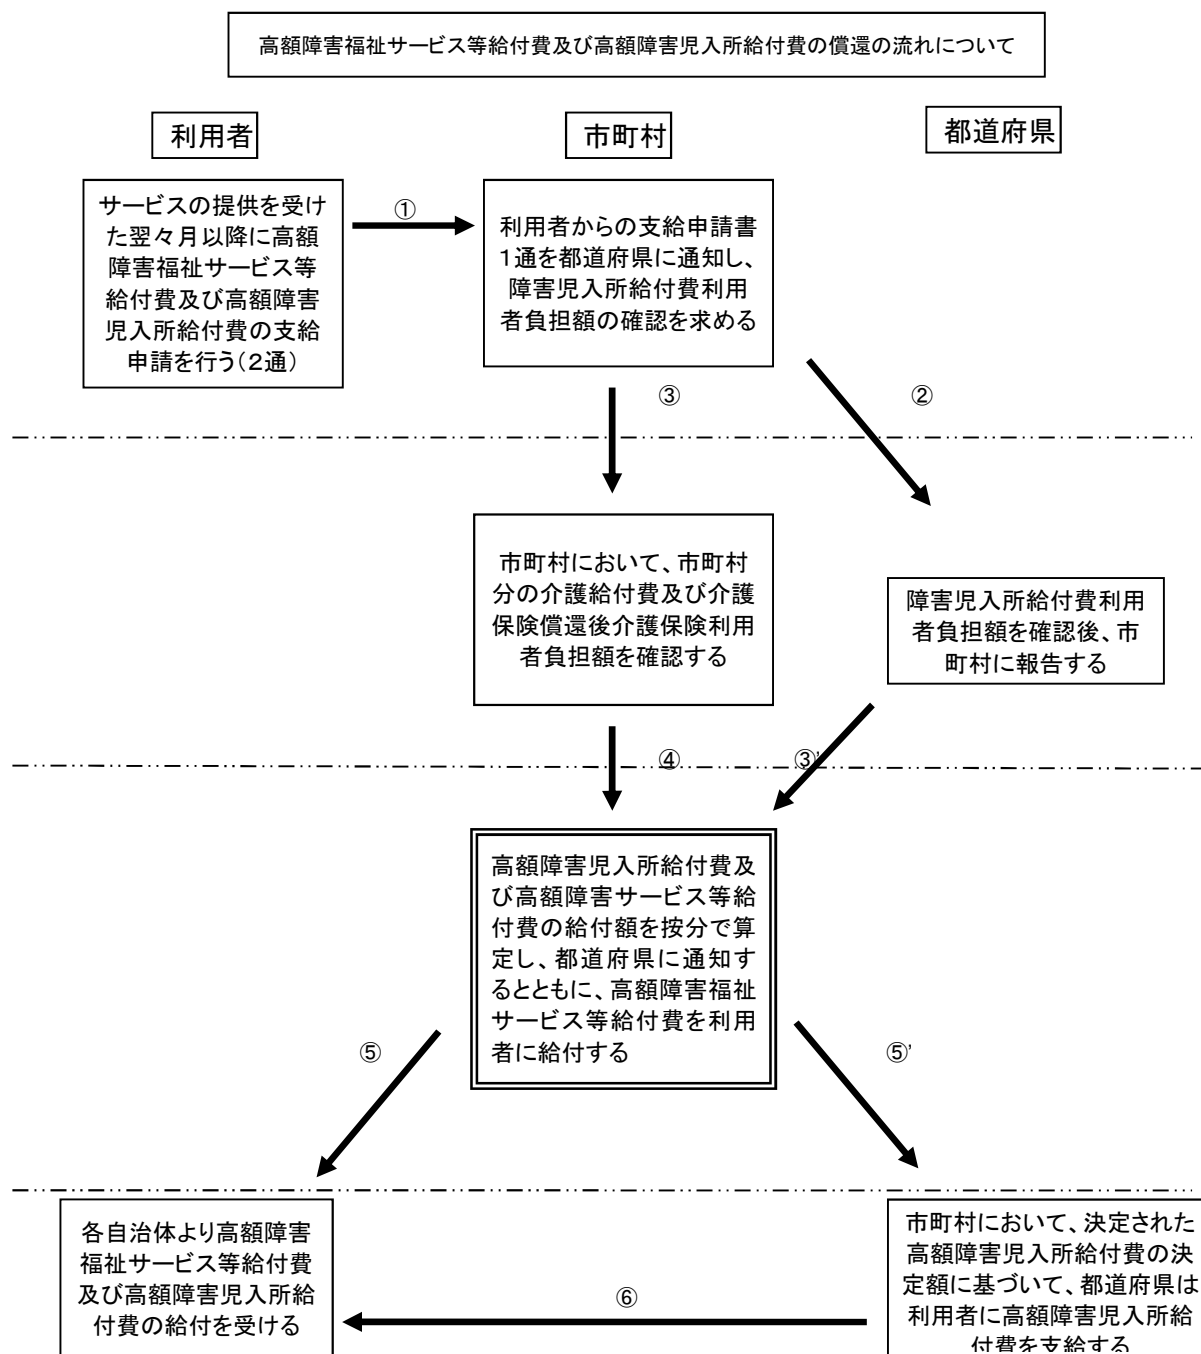 高額障害福祉サービス等給付費及び高額障害児入所給付費の償還の流れについて
利用者
市町村
都道府県
サービスの提供を受け
た翌々月以降に高額
障害福祉サービス等
給付費及び高額障害
児入所給付費の支給
申請を行う(2通)
①
利用者からの支給申請書
1通を都道府県に通知し、
障害児入所給付費利用
者負担額の確認を求める
③
②
市町村において、市町村
分の介護給付費及び介護
保険償還後介護保険利用
者負担額を確認する
障害児入所給付費利用
者負担額を確認後、市
町村に報告する
④
③'
高額障害児入所給付費及
び高額障害サービス等給
付費の給付額を按分で算
定し、都道府県に通知す
るとともに、高額障害福祉
サービス等給付費を利用
者に給付する
⑤
⑤'
各自治体より高額障害
福祉サービス等給付費
及び高額障害児入所給
付費の給付を受ける
⑥
市町村において、決定された
高額障害児入所給付費の決
定額に基づいて、都道府県は
利用者に高額障害児入所給
付費を支給する